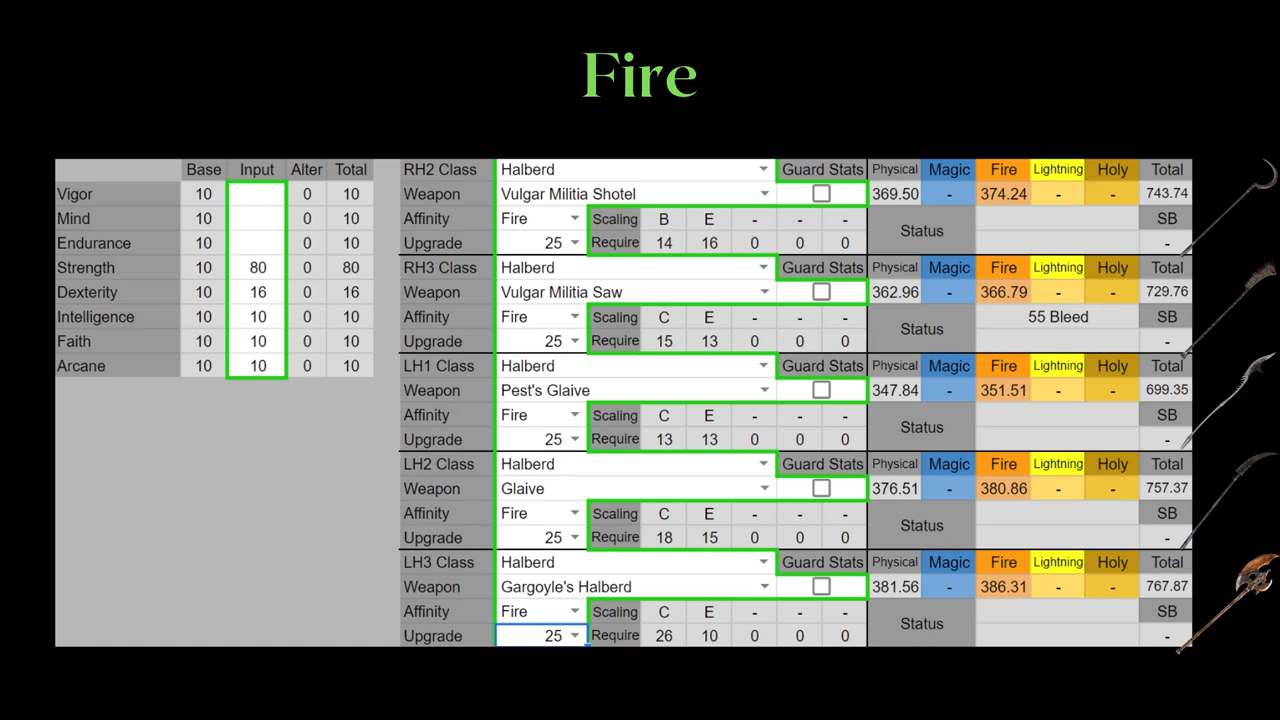 Fire
Base Input Alter Total
Vigor 10 0 10
Mind 10 0 10
Endurance 10 0 10
Strength 10 80 0 80
Dexterity 10 16 0 16
Intelligence 10 10 0 10
Faith 10 10 0 10
Arcane 10 10 0 10
RH2 Class Halberd Guard Stats Physical Magic Fire Lightning Holy Total
Weapon Vulgar Militia Shotel 369.50 - 374.24 - - 743.74
Affinity Fire Scaling B E - - - Status SB
Upgrade 25 Require 14 16 0 0 0 -
RH3 Class Halberd Guard Stats Physical Magic Fire Lightning Holy Total
Weapon Vulgar Militia Saw 362.96 - 366.79 - - 729.76
Affinity Fire Scaling C E - - - Status 55 Bleed SB
Upgrade 25 Require 15 13 0 0 0 -
LH1 Class Halberd Guard Stats Physical Magic Fire Lightning Holy Total
Weapon Pest's Glaive 347.84 - 351.51 - - 699.35
Affinity Fire Scaling C E - - - Status SB
Upgrade 25 Require 13 13 0 0 0 -
LH2 Class Halberd Guard Stats Physical Magic Fire Lightning Holy Total
Weapon Glaive 376.51 - 380.86 - - 757.37
Affinity Fire Scaling C E - - - Status SB
Upgrade 25 Require 18 15 0 0 0 -
LH3 Class Halberd Guard Stats Physical Magic Fire Lightning Holy Total
Weapon Gargoyle's Halberd 381.56 - 386.31 - - 767.87
Affinity Fire Scaling C E - - - Status SB
Upgrade 25 Require 26 10 0 0 0 -